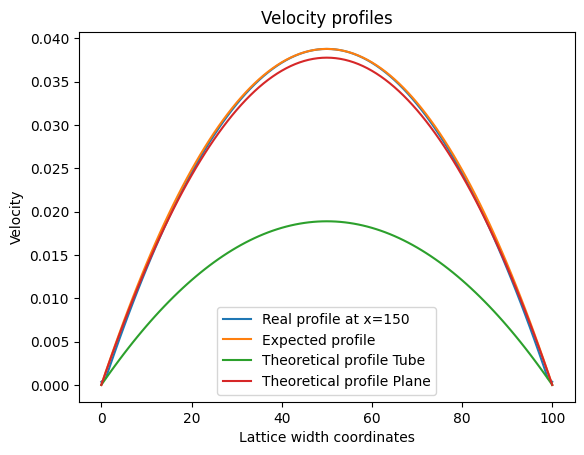 Velocity profiles
0.040
0.035
0.030
0.025
0.020
0.015
0.010
0.005
0.000
Velocity
Real profile at x=150
Expected profile
Theoretical profile Tube
Theoretical profile Plane
0 20 40 60 80 100
Lattice width coordinates